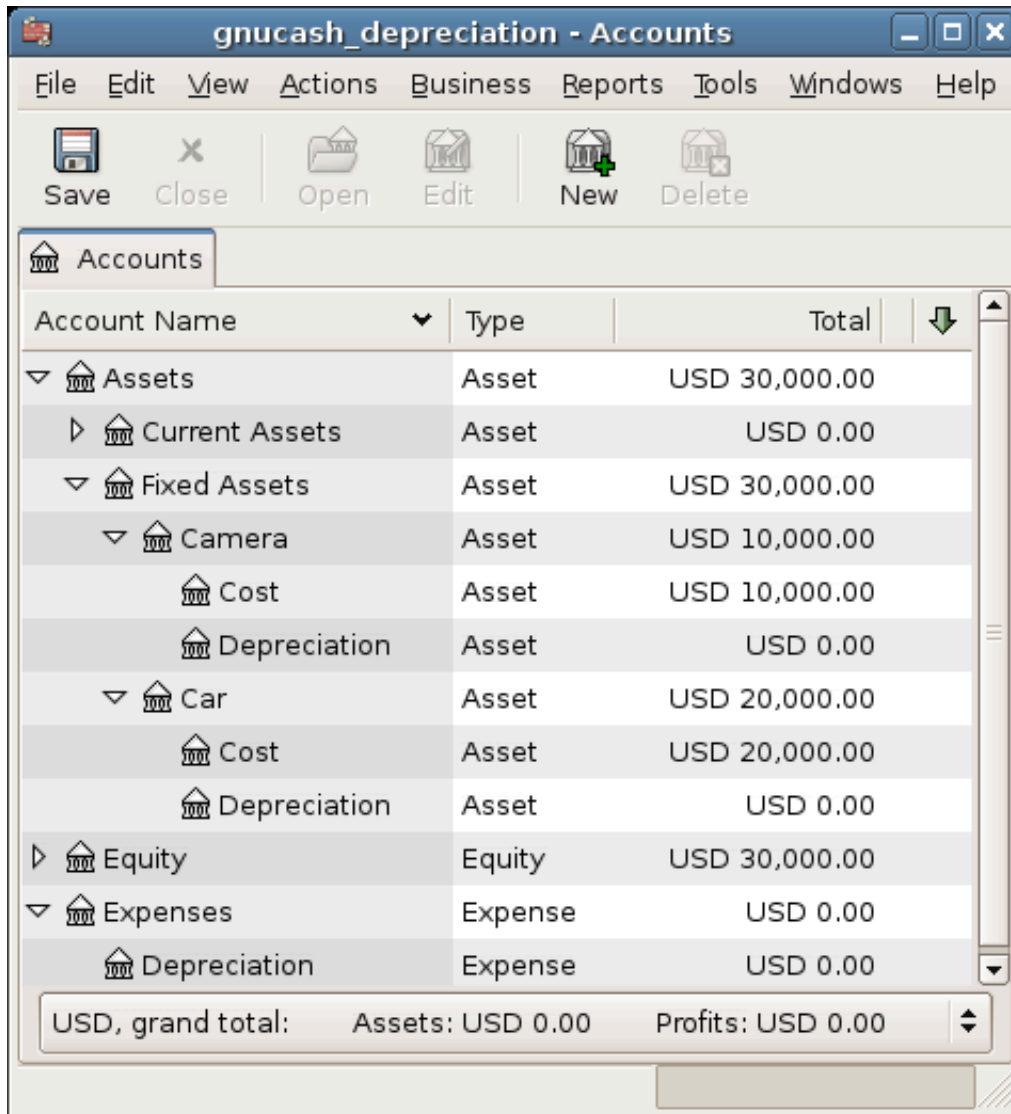 gnucash_depreciation - Accounts
File Edit View Actions Business Reports Tools Windows Help
Save Close Open Edit New Delete
Accounts
Account Name Type Total
Assets Asset USD 30,000.00
Current Assets Asset USD 0.00
Fixed Assets Asset USD 30,000.00
Camera Asset USD 10,000.00
Cost Asset USD 10,000.00
Depreciation Asset USD 0.00
Car Asset USD 20,000.00
Cost Asset USD 20,000.00
Depreciation Asset USD 0.00
Equity Equity USD 30,000.00
Expenses Expense USD 0.00
Depreciation Expense USD 0.00
USD, grand total: Assets: USD 0.00 Profits: USD 0.00